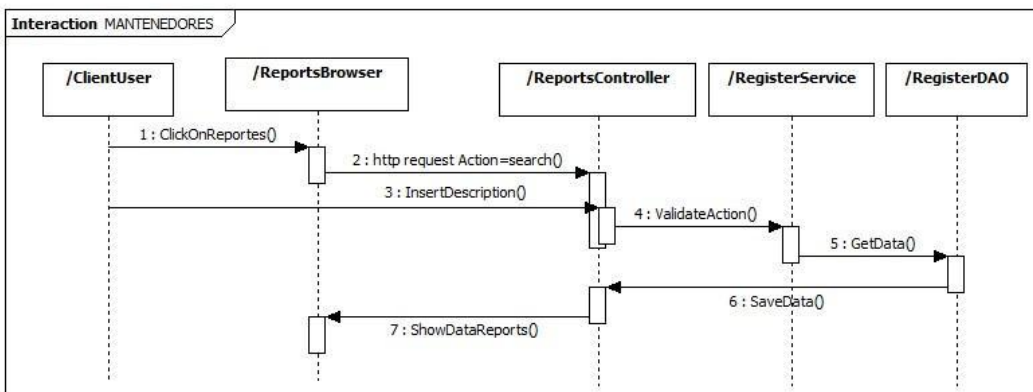 Interaction MANTENEDORES
/ClientUser
/ReportsBrowser
/ReportsController
/RegisterService
/RegisterDAO
1 : ClickOnReportes()
2 : http request Action=search()
3 : InsertDescription()
4 : ValidateAction()
5 : GetData()
6 : SaveData()
7 : ShowDataReports()